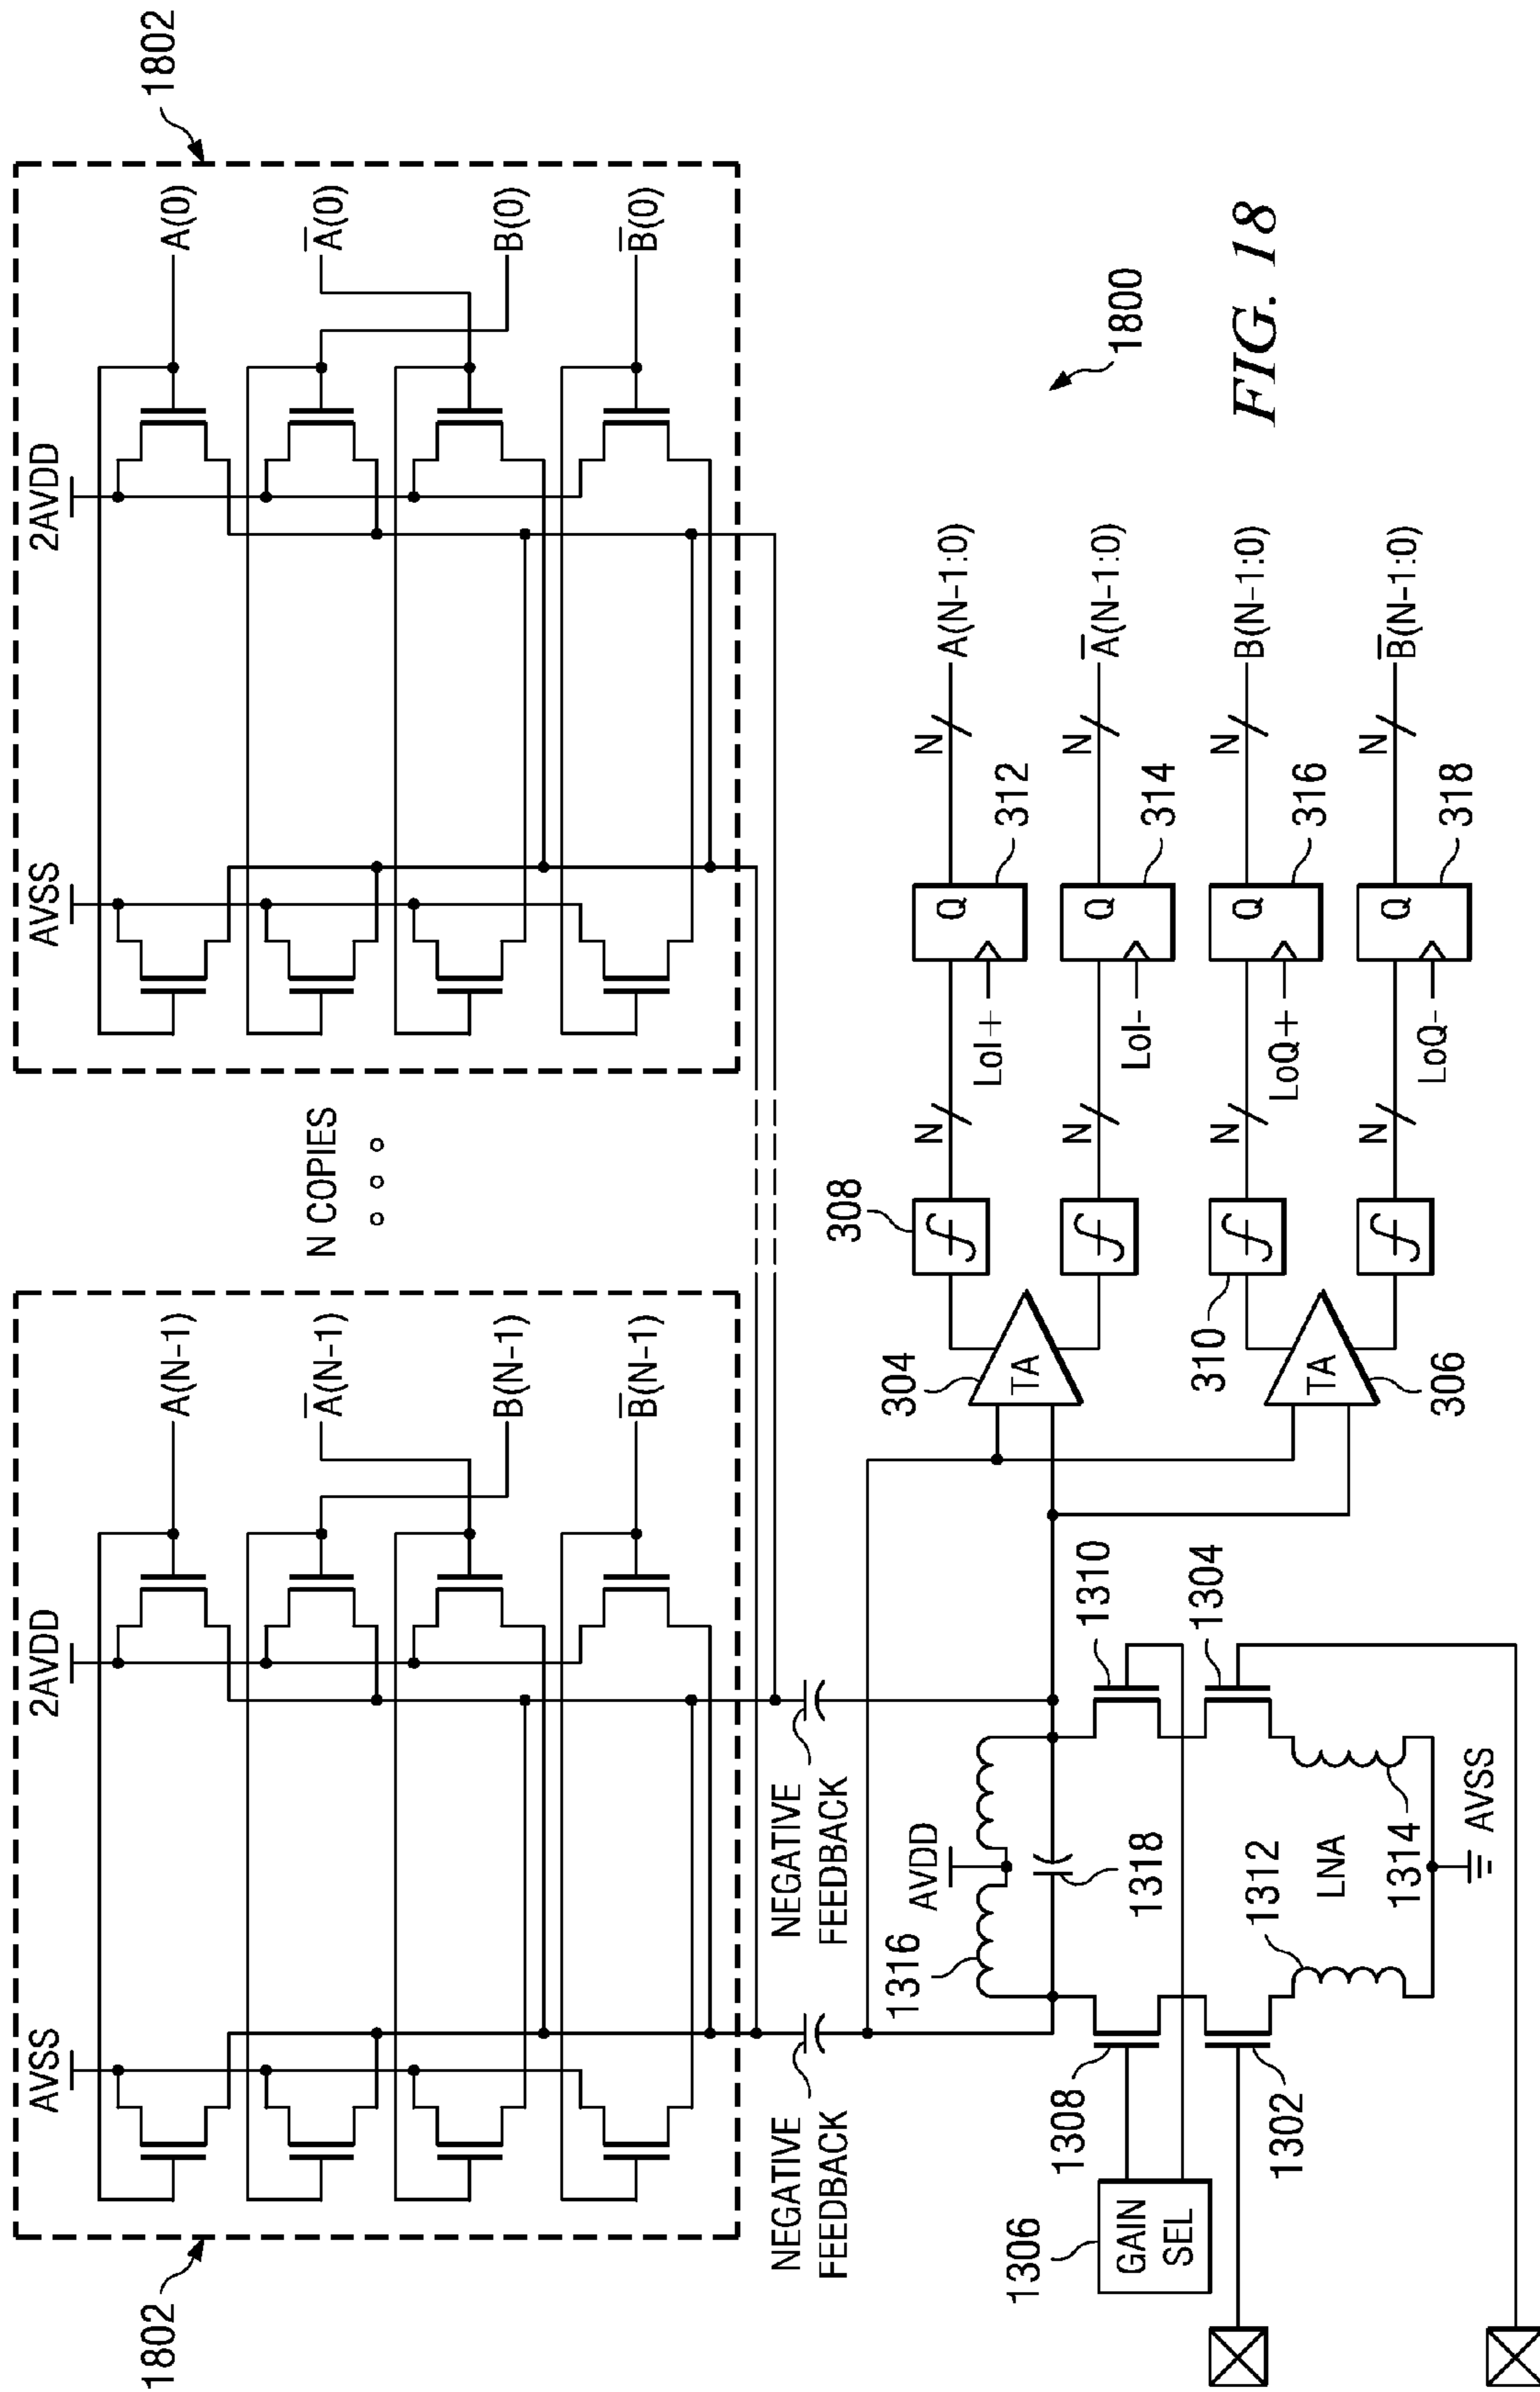 1802
AVSS
2AVDD
A(N-1)
A̅(N-1)
B(N-1)
B̅(N-1)
N COPIES
AVSS
2AVDD
A(0)
A̅(0)
B(0)
B̅(0)
1802
NEGATIVE
FEEDBACK
NEGATIVE
FEEDBACK
1316
AVDD
1318
1306
GAIN
SEL
1308
1302
1310
1304
1312
LNA
1314
AVSS
304
TA
306
TA
308
310
N
N
N
N
LoI+
LoI-
LoQ+
LoQ-
Q
Q
Q
Q
312
314
316
318
N
N
N
N
A(N-1:0)
A̅(N-1:0)
B(N-1:0)
B̅(N-1:0)
1800
FIG. 18